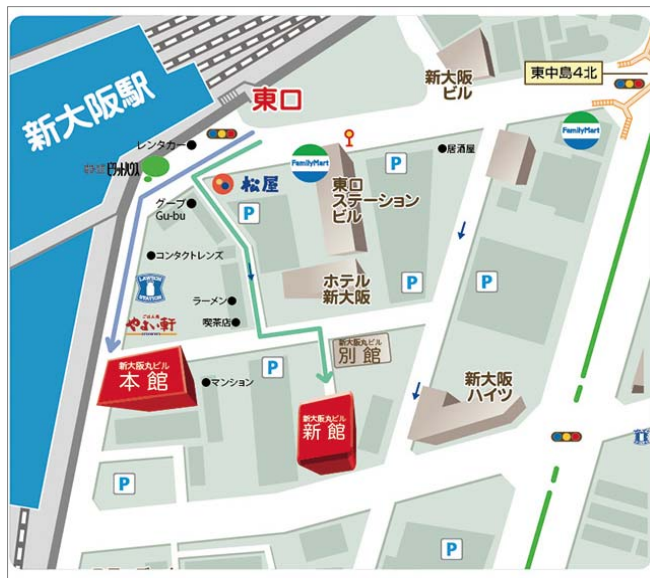 新大阪駅
東口
新大阪
ビル
東中島4北
レンタカー
FamilyMart
松屋
FamilyMart
P
居酒屋
東口
ステーション
ビル
グーブ
Gu-bu
P
コンタクトレンズ
LAWSON
STATION
ホテル
新大阪
P
P
ラーメン
喫茶店
ごはん処
やよい軒
新大阪丸ビル
別館
新大阪丸ビル
本館
P
マンション
新大阪
ハイツ
新大阪丸ビル
新館
P
P